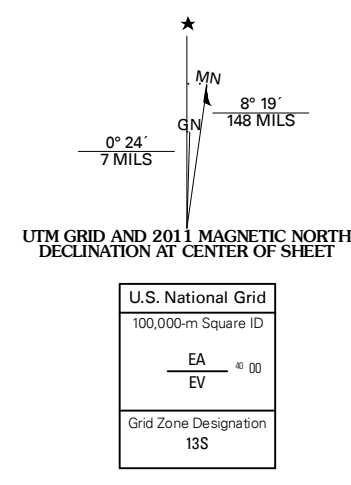 MN
8° 19´
148 MILS
GN
0° 24´
7 MILS
UTM GRID AND 2011 MAGNETIC NORTH
DECLINATION AT CENTER OF SHEET
U.S. National Grid
100,000-m Square ID
EA
40 00
EV
Grid Zone Designation
13S